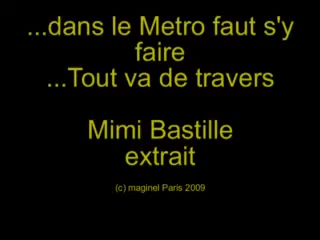 ...dans le Metro faut s'y
faire
...Tout va de travers
Mimi Bastille
extrait
(c) maginel Paris 2009